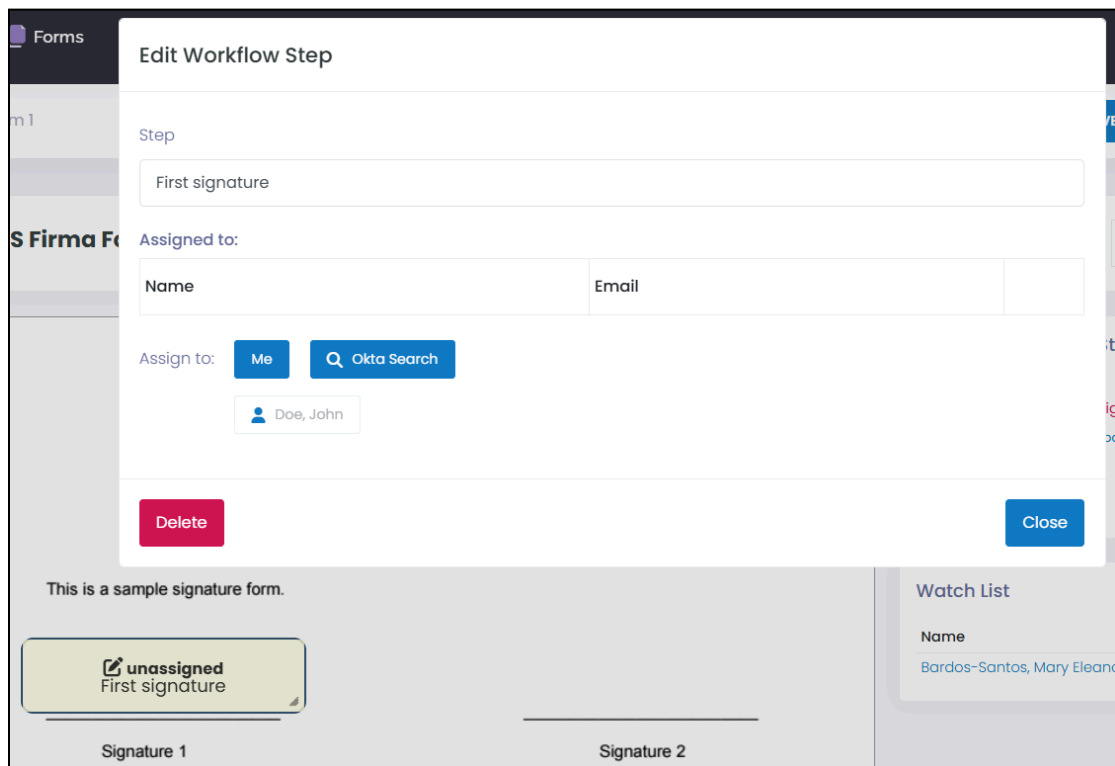 Forms
Edit Workflow Step
m 1
Step
First signature
S Firma
Assigned to:
Name Email
Assign to: Me Okta Search
Doe, John
Delete Close
This is a sample signature form.
Watch List
Name
Bardos-Santos, Mary
unassigned
First signature
Signature 1 Signature 2